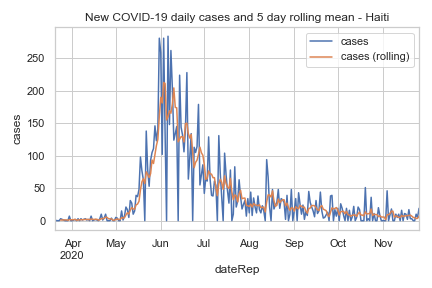 New COVID-19 daily cases and 5 day rolling mean - Haiti
cases
cases (rolling)
250
200
150
100
50
0
cases
Apr
2020
May
Jun
Jul
Aug
Sep
Oct
Nov
dateRep